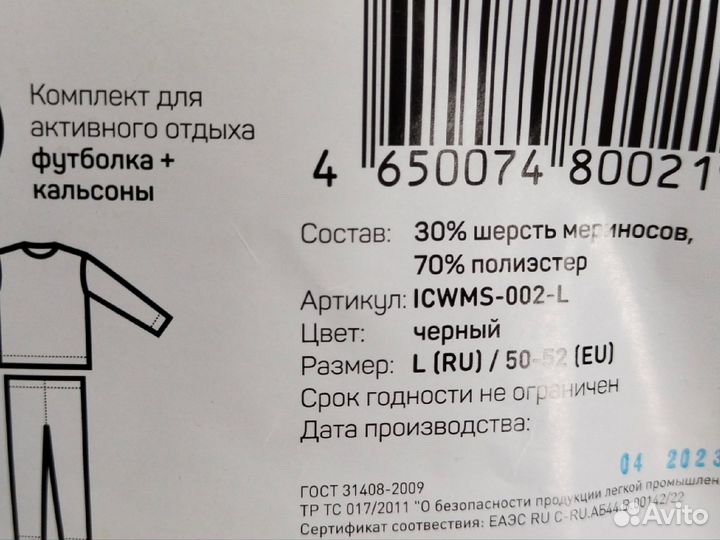 Комплект для
активного отдыха
футболка +
кальсоны
4 650074 80021
Состав: 30% шерсть мериносов,
70% полиэстер
Артикул: ICWMS-002-L
Цвет: черный
Размер: L (RU) / 50-52 (EU)
Срок годности не ограничен
Дата производства:
04 2023
ГОСТ 31408-2009
ТР ТС 017/2011 "О безопасности продукции легкой промышлен
Сертификат соотвествия: ЕАЭС RU C-RU.АБ44.В.00142/22
Avito